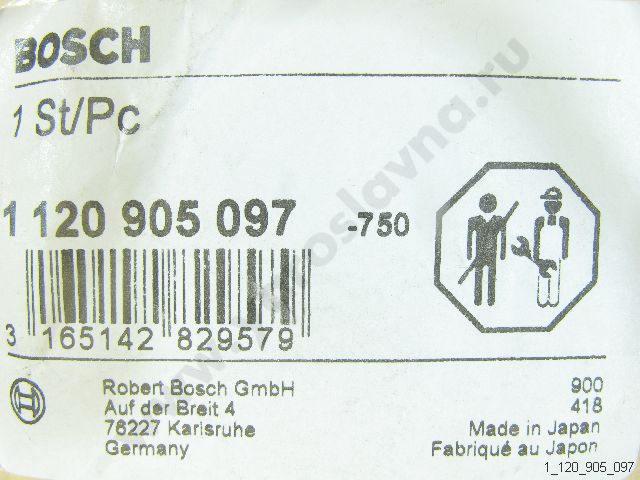 BOSCH
1 St/Pc
1 120 905 097 -750
3 165142 829579
Robert Bosch GmbH 900
Auf der Breit 4 418
76227 Karlsruhe Made in Japan
Germany Fabriqué au Japon
1_120_905_097